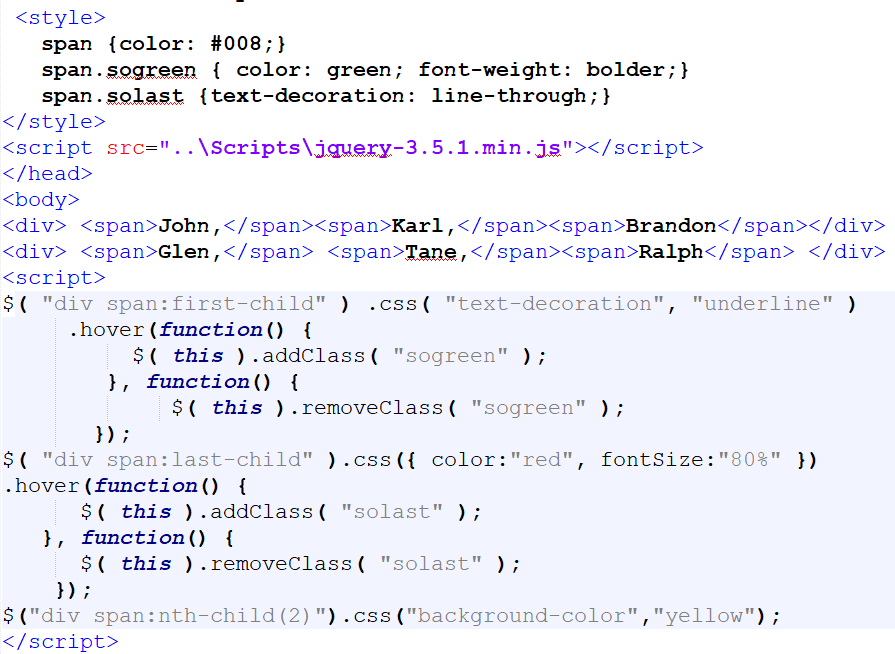 <style>
span {color: #008;}
span.sogreen { color: green; font-weight: bolder;}
span.solast {text-decoration: line-through;}
</style>
<script src="..\Scripts\jquery-3.5.1.min.js"></script>
</head>
<body>
<div> <span>John,</span><span>Karl,</span><span>Brandon</span></div>
<div> <span>Glen,</span> <span>Tane,</span><span>Ralph</span> </div>
<script>
$( "div span:first-child" ) .css( "text-decoration", "underline" )
.hover(function() {
$( this ).addClass( "sogreen" );
}, function() {
$( this ).removeClass( "sogreen" );
});
$( "div span:last-child" ).css({ color:"red", fontSize:"80%" })
.hover(function() {
$( this ).addClass( "solast" );
}, function() {
$( this ).removeClass( "solast" );
});
$("div span:nth-child(2)").css("background-color","yellow");
</script>